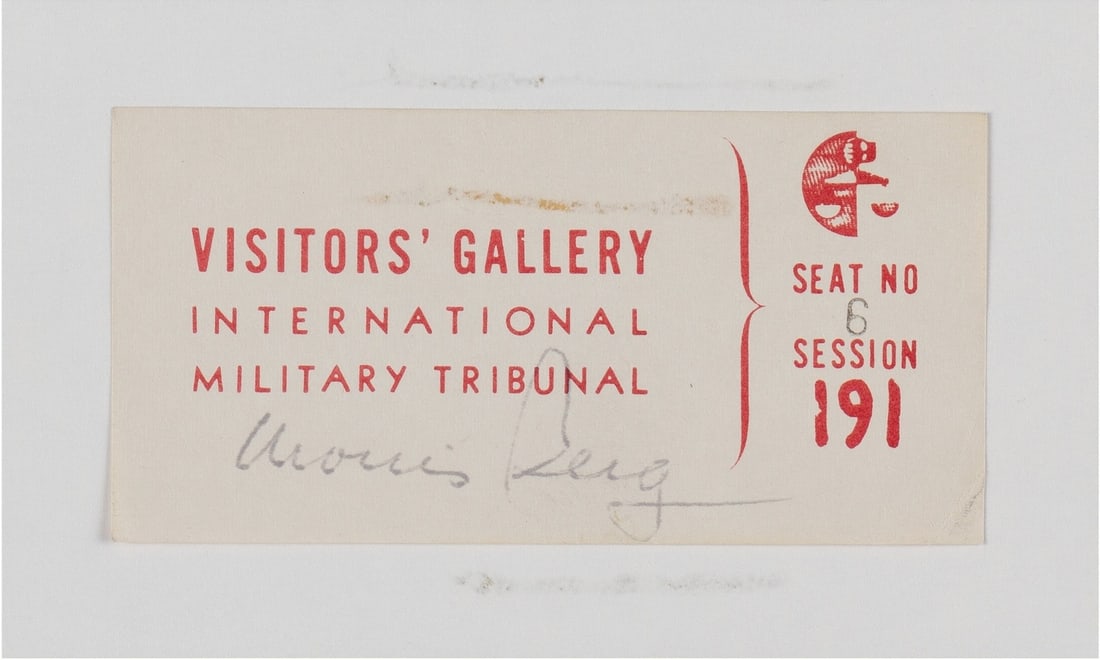 VISITORS' GALLERY
INTERNATIONAL
MILITARY TRIBUNAL
Morris Berg
SEAT NO
6
SESSION
191